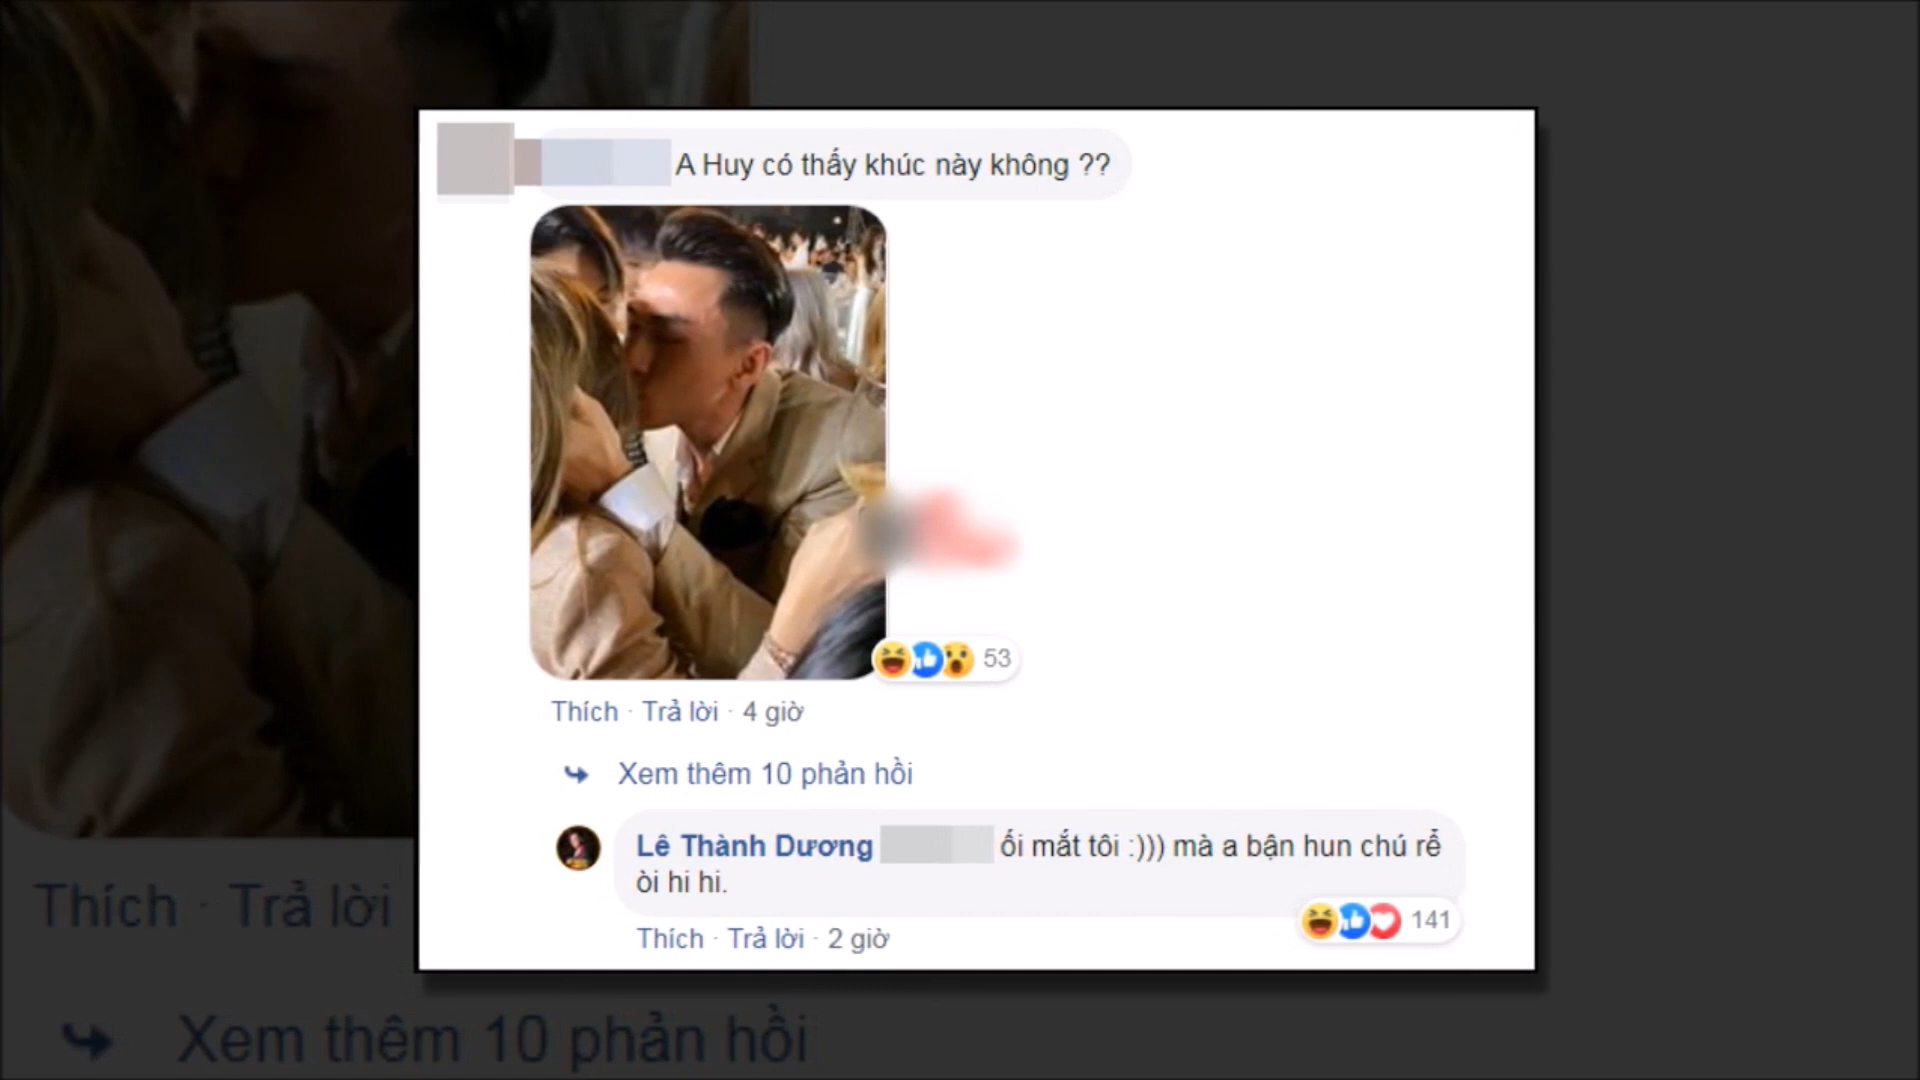 A Huy có thấy khúc này không ??
53
Thích · Trả lời · 4 giờ
Xem thêm 10 phản hồi
Lê Thành Dương ối mắt tôi :))) mà a bận hun chú rể
òi hi hi.
141
Thích · Trả lời · 2 giờ
Thích · Trả lời
Xem thêm 10 phản hồi